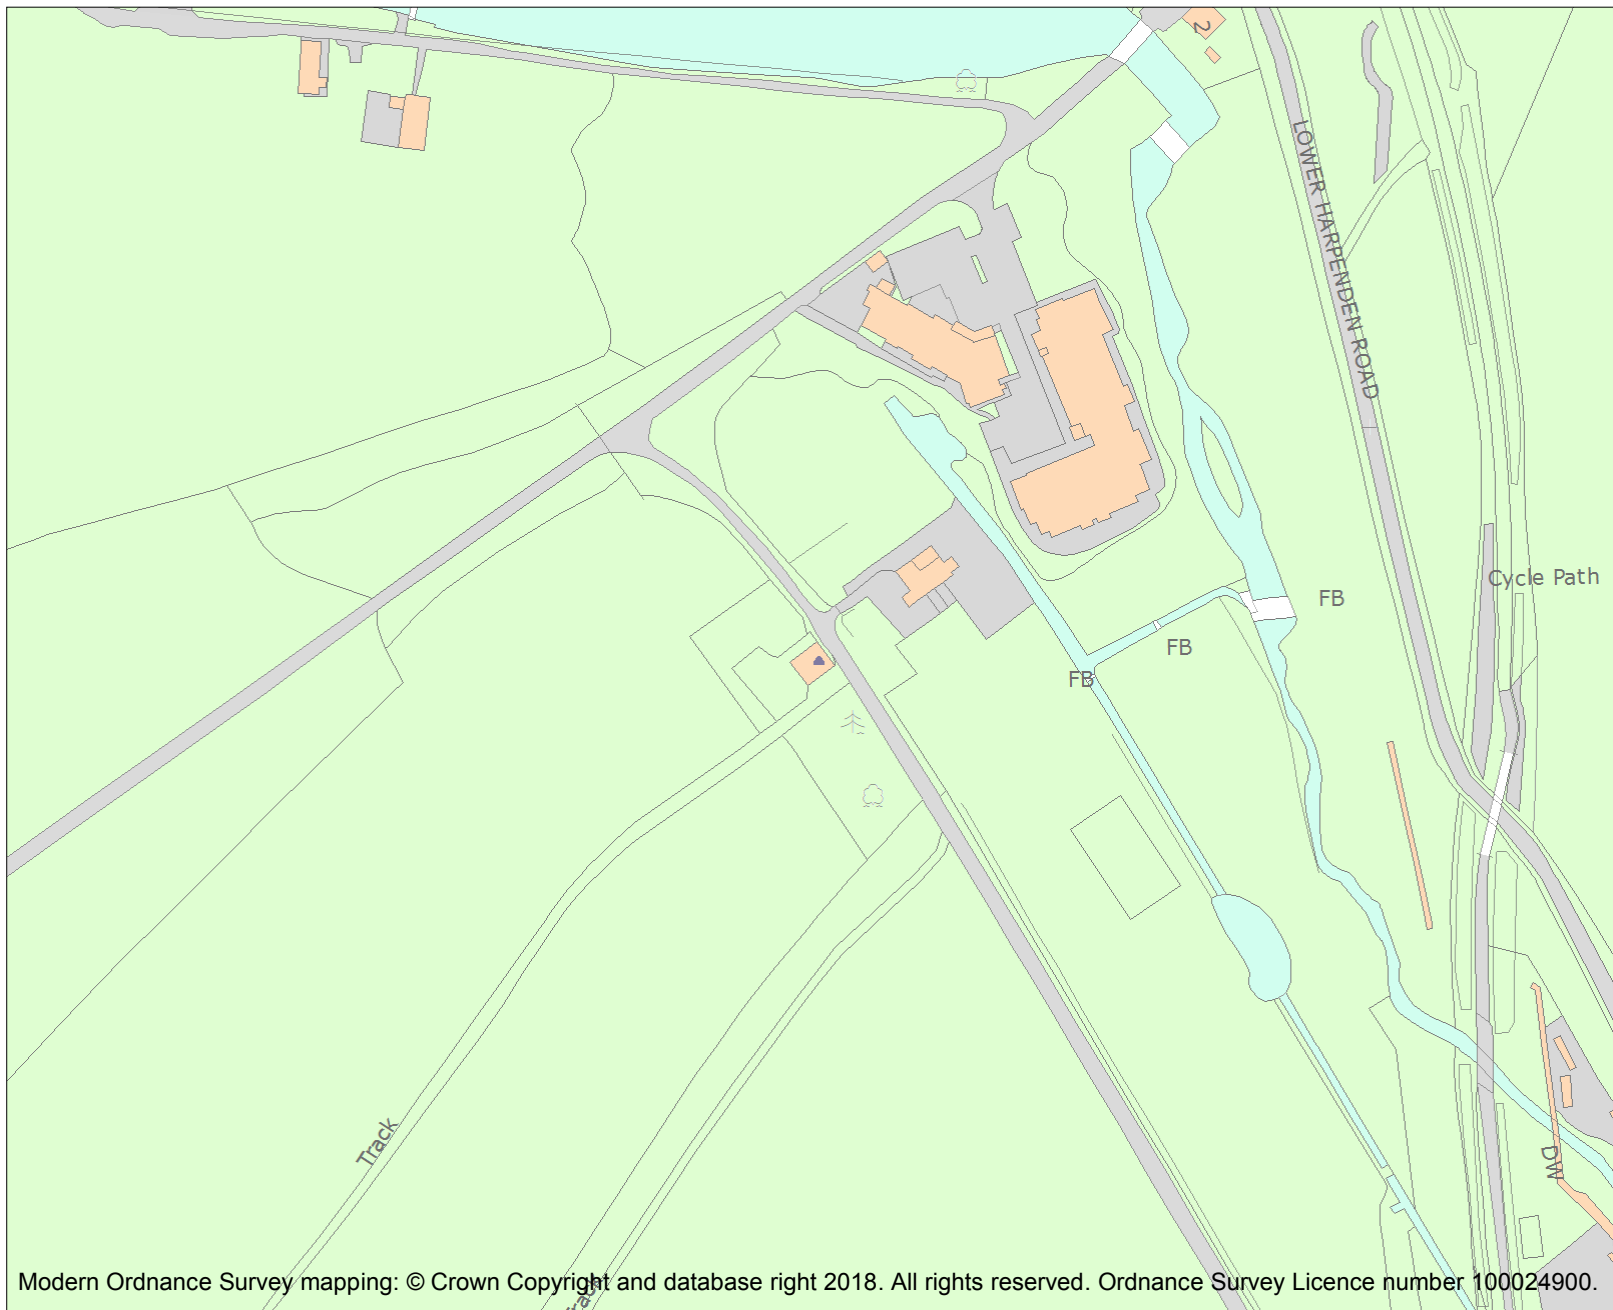 2
LOWER HARPENDEN ROAD
Cycle Path
FB
FB
FB
Track
DW
Track
Modern Ordnance Survey mapping: © Crown Copyright and database right 2018. All rights reserved. Ordnance Survey Licence number 100024900.